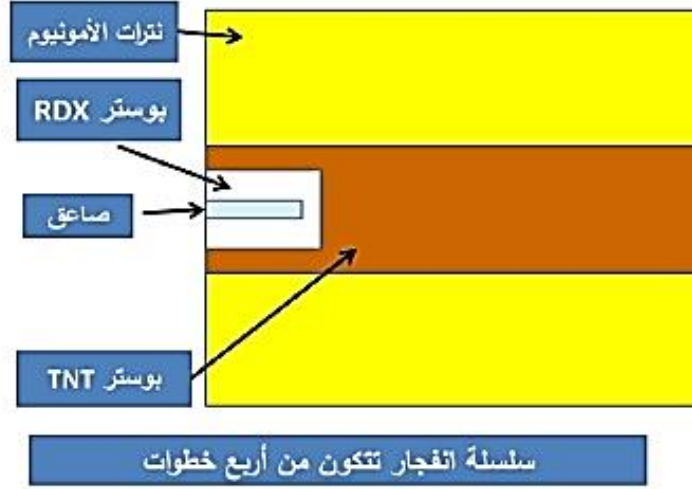 نترات الأمونيوم
بوستر RDX
صاعق
بوستر TNT
سلسلة انفجار تتكون من أربع خطوات